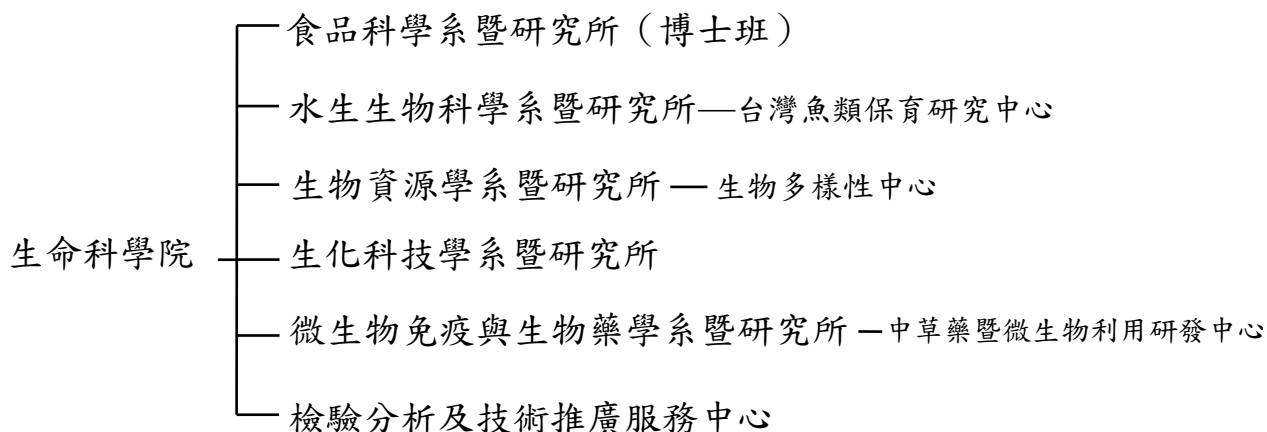 食品科學系暨研究所（博士班）
水生生物科學系暨研究所—台灣魚類保育研究中心
生物資源學系暨研究所 — 生物多樣性中心
生命科學院
生化科技學系暨研究所
微生物免疫與生物藥學系暨研究所 —中草藥暨微生物利用研發中心
檢驗分析及技術推廣服務中心